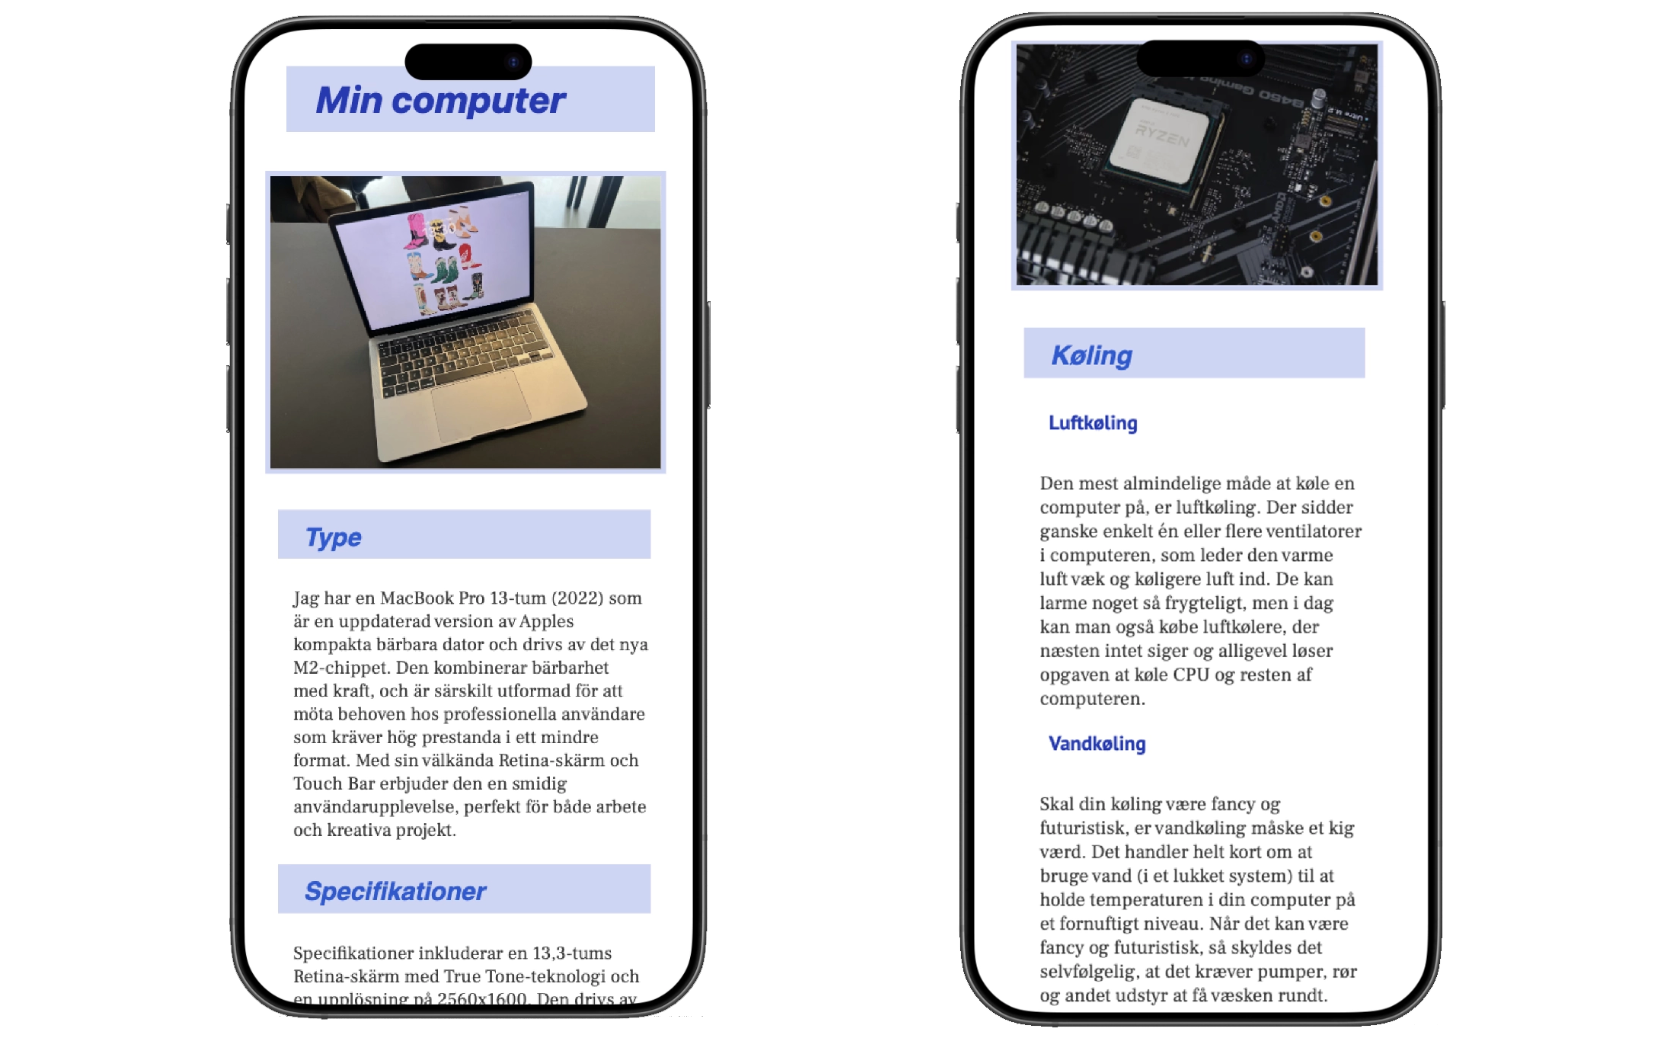 Min computer
Type
Jag har en MacBook Pro 13-tum (2022) som
är en uppdaterad version av Apples
kompakta bärbara dator och drivs av det nya
M2-chippet. Den kombinerar bärbarhet
med kraft, och är särskilt utformad för att
möta behoven hos professionella användare
som kräver hög prestanda i ett mindre
format. Med sin välkända Retina-skärm och
Touch Bar erbjuder den en smidig
användarupplevelse, perfekt för både arbete
och kreativa projekt.
Specifikationer
Specifikationer inkluderar en 13,3-tums
Retina-skärm med True Tone-teknologi och
en upplösning på 2560x1600. Den drivs av
B450 Gaming
RYZEN
Ultra M.2
Køling
Luftkøling
Den mest almindelige måde at køle en
computer på, er luftkøling. Der sidder
ganske enkelt én eller flere ventilatorer
i computeren, som leder den varme
luft væk og køligere luft ind. De kan
larme noget så frygteligt, men i dag
kan man også købe luftkølere, der
næsten intet siger og alligevel løser
opgaven at køle CPU og resten af
computeren.
Vandkøling
Skal din køling være fancy og
futuristisk, er vandkøling måske et kig
værd. Det handler helt kort om at
bruge vand (i et lukket system) til at
holde temperaturen i din computer på
et fornuftigt niveau. Når det kan være
fancy og futuristisk, så skyldes det
selvfølgelig, at det kræver pumper, rør
og andet udstyr at få væsken rundt.